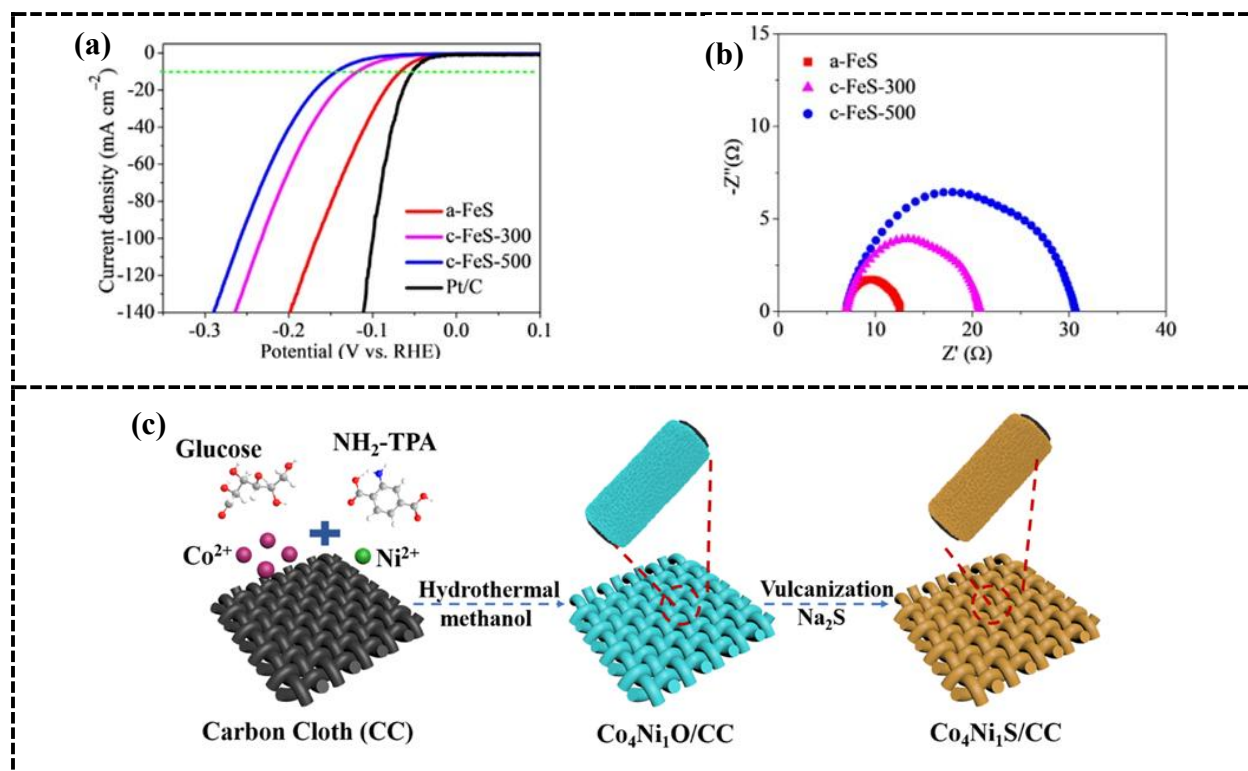 (a)
0
-20
-40
-60
-80
-100
-120
-140
Current density (mA cm⁻²)
a-FeS
c-FeS-300
c-FeS-500
Pt/C
-0.3 -0.2 -0.1 0.0 0.1
Potential (V vs. RHE)
(b)
15
10
5
0
-Z"(Ω)
a-FeS
c-FeS-300
c-FeS-500
0 10 20 30 40
Z' (Ω)
(c)
Glucose
NH₂-TPA
Co²⁺
Ni²⁺
Hydrothermal
methanol
Vulcanization
Na₂S
Carbon Cloth (CC)
Co₄Ni₁O/CC
Co₄Ni₁S/CC